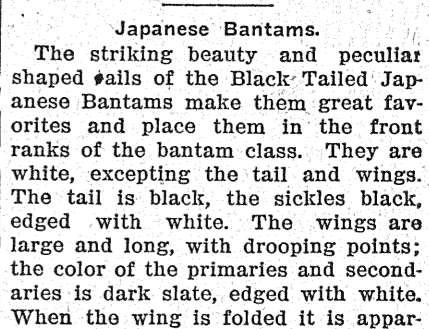 Japanese Bantams.
The striking beauty and peculiar
shaped tails of the Black Tailed Jap-
anese Bantams make them great fav-
orites and place them in the front
ranks of the bantam class. They are
white, excepting the tail and wings.
The tail is black, the sickles black,
edged with white. The wings are
large and long, with drooping points;
the color of the primaries and second-
aries is dark slate, edged with white.
When the wing is folded it is appar-